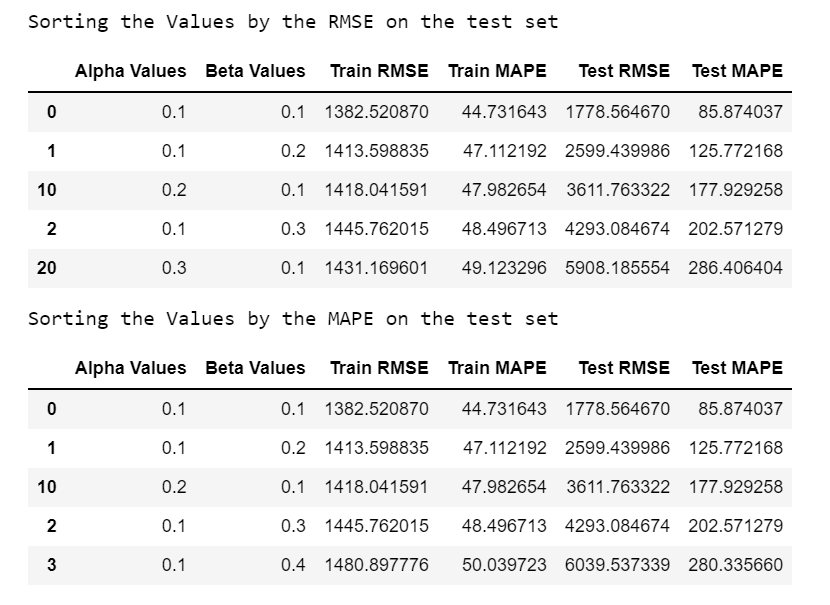 Sorting the Values by the RMSE on the test set
Alpha Values Beta Values Train RMSE Train MAPE Test RMSE Test MAPE
0 0.1 0.1 1382.520870 44.731643 1778.564670 85.874037
1 0.1 0.2 1413.598835 47.112192 2599.439986 125.772168
10 0.2 0.1 1418.041591 47.982654 3611.763322 177.929258
2 0.1 0.3 1445.762015 48.496713 4293.084674 202.571279
20 0.3 0.1 1431.169601 49.123296 5908.185554 286.406404
Sorting the Values by the MAPE on the test set
Alpha Values Beta Values Train RMSE Train MAPE Test RMSE Test MAPE
0 0.1 0.1 1382.520870 44.731643 1778.564670 85.874037
1 0.1 0.2 1413.598835 47.112192 2599.439986 125.772168
10 0.2 0.1 1418.041591 47.982654 3611.763322 177.929258
2 0.1 0.3 1445.762015 48.496713 4293.084674 202.571279
3 0.1 0.4 1480.897776 50.039723 6039.537339 280.335660